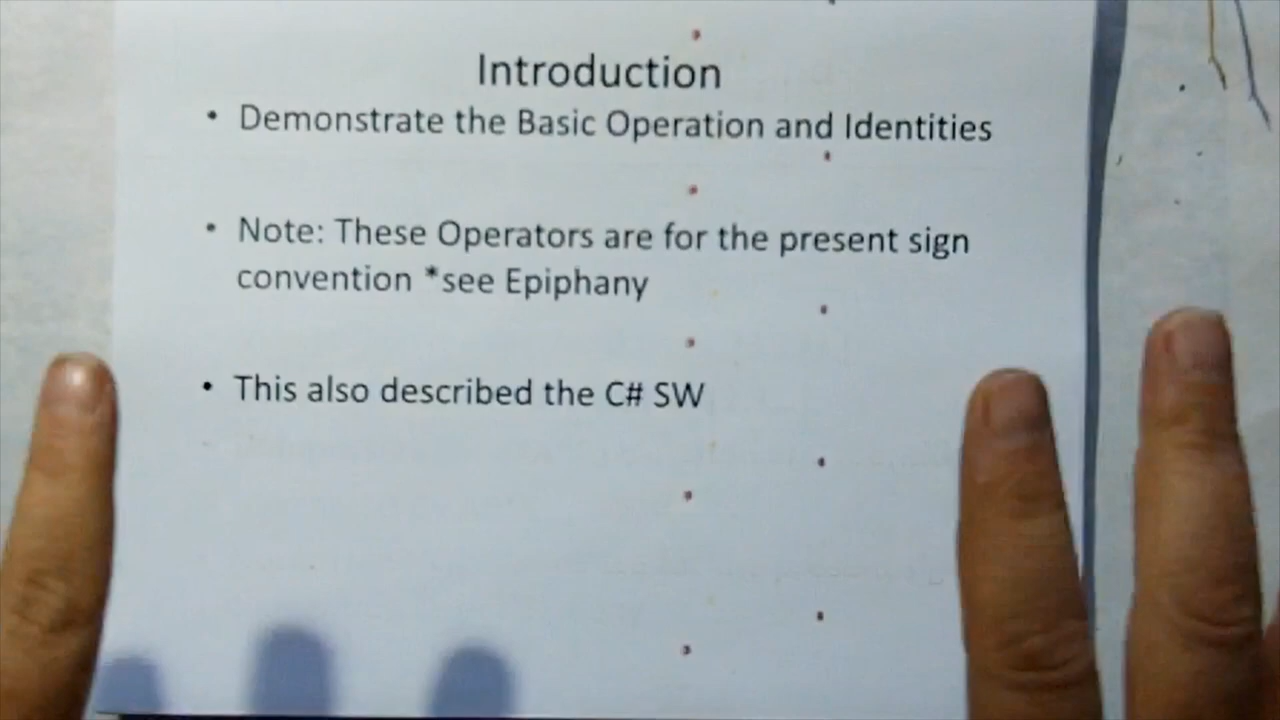 Introduction
• Demonstrate the Basic Operation and Identities
• Note: These Operators are for the present sign
convention *see Epiphany
• This also described the C# SW